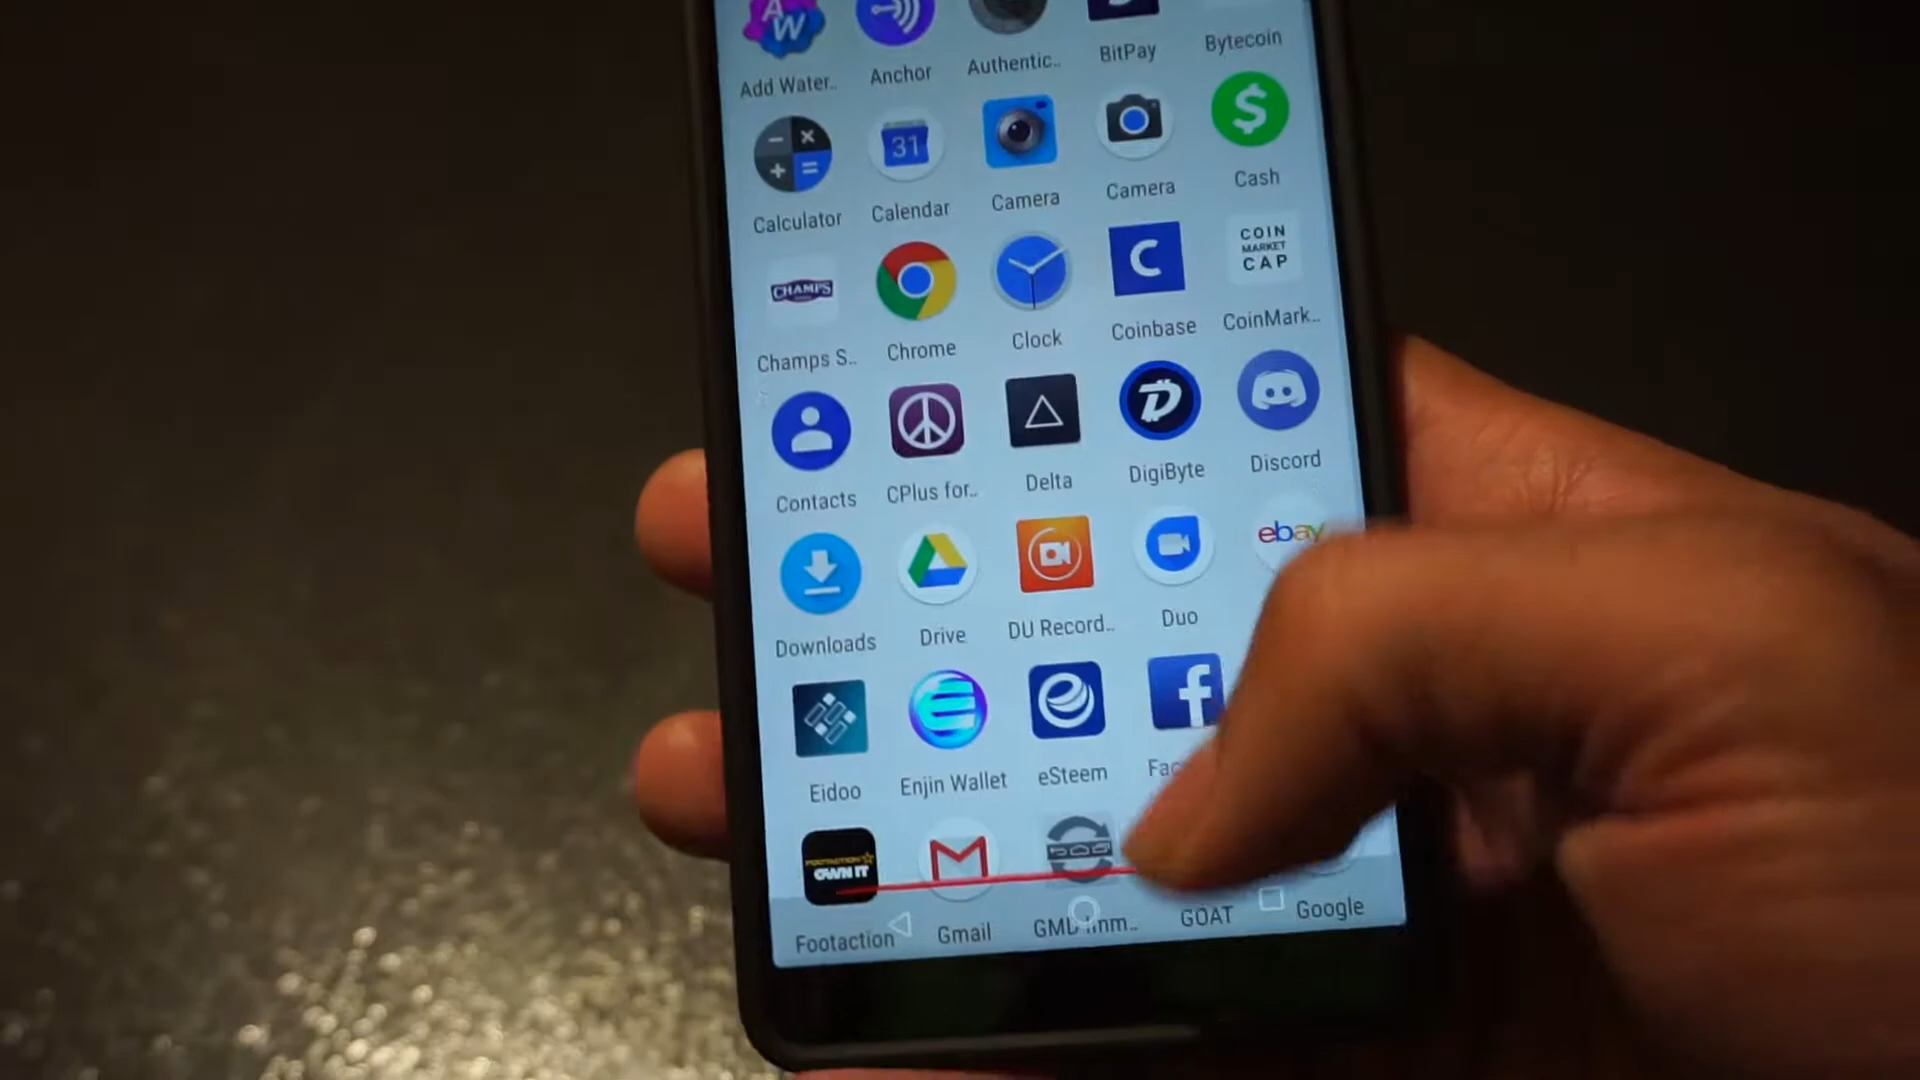 AW
Add Water.. Anchor Authentic.. BitPay Bytecoin
31 $
Calculator Calendar Camera Camera Cash
CHAMPS C COIN
MARKET
CAP
Champs S.. Chrome Clock Coinbase CoinMark..
Contacts CPlus for.. Delta DigiByte Discord
ebay
Downloads Drive DU Record.. Duo
f
Eidoo Enjin Wallet eSteem Fac
FOOTACTION
OWN IT
Footaction Gmail GOAT Google